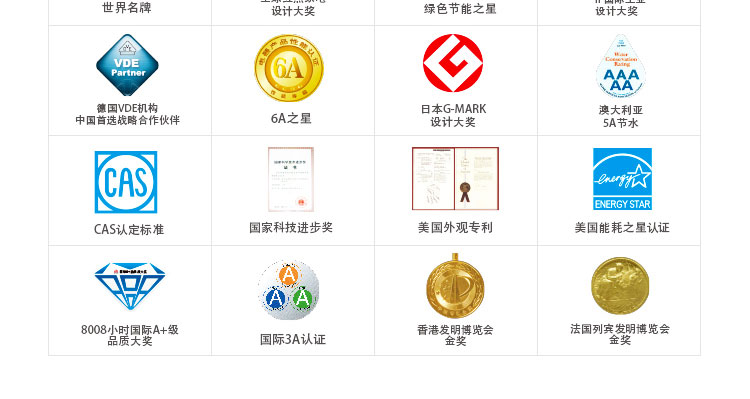 世界名牌
设计大奖
绿色节能之星
设计大奖
VDE
Partner
德国VDE机构
中国首选战略合作伙伴
6A
6A之星
G
日本G-MARK
设计大奖
Water
Conservation
Rating
AAA
AA
澳大利亚
5A节水
CAS
CAS认定标准
国家科技进步奖
美国外观专利
energy
ENERGY STAR
美国能耗之星认证
8008小时国际A+级
品质大奖
A
A
A
国际3A认证
香港发明博览会
金奖
法国列宾发明博览会
金奖